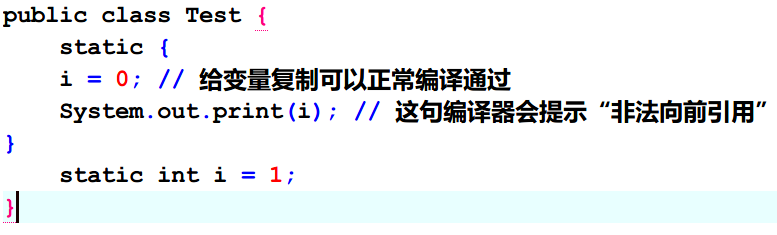 public class Test {
static {
i = 0; // 给变量复制可以正常编译通过
System.out.print(i); // 这句编译器会提示“非法向前引用”
}
static int i = 1;
}